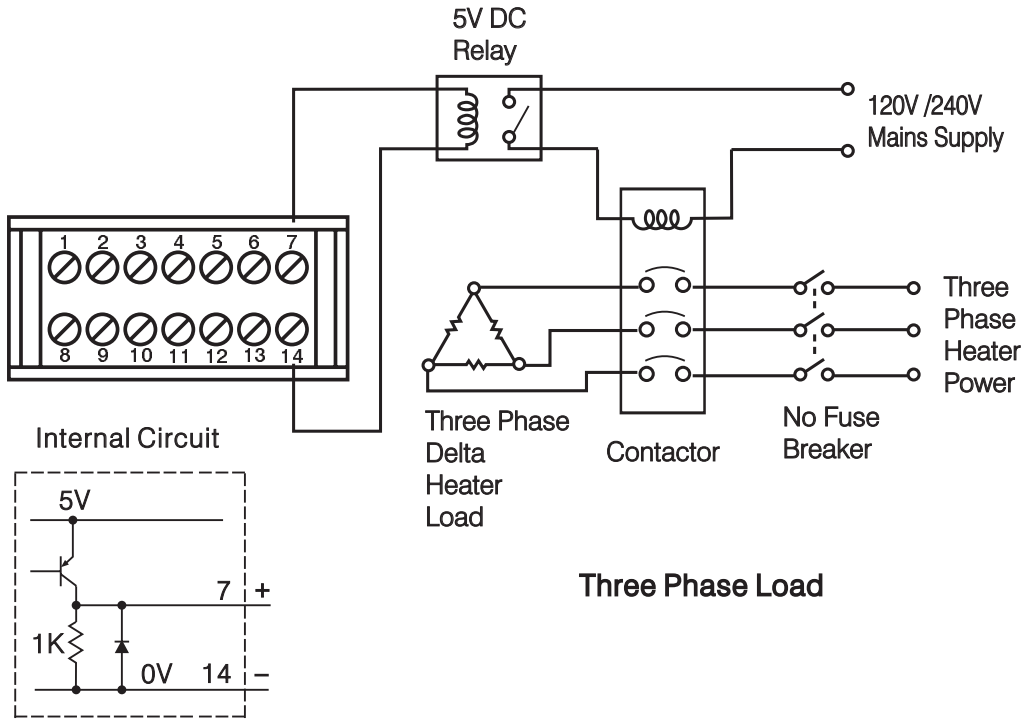 5V DC
Relay
120V /240V
Mains Supply
1 2 3 4 5 6 7
8 9 10 11 12 13 14
Three
Phase
Heater
Power
Three Phase
Delta
Heater
Load
Contactor
No Fuse
Breaker
Internal Circuit
5V
7 +
1K
0V 14 −
Three Phase Load